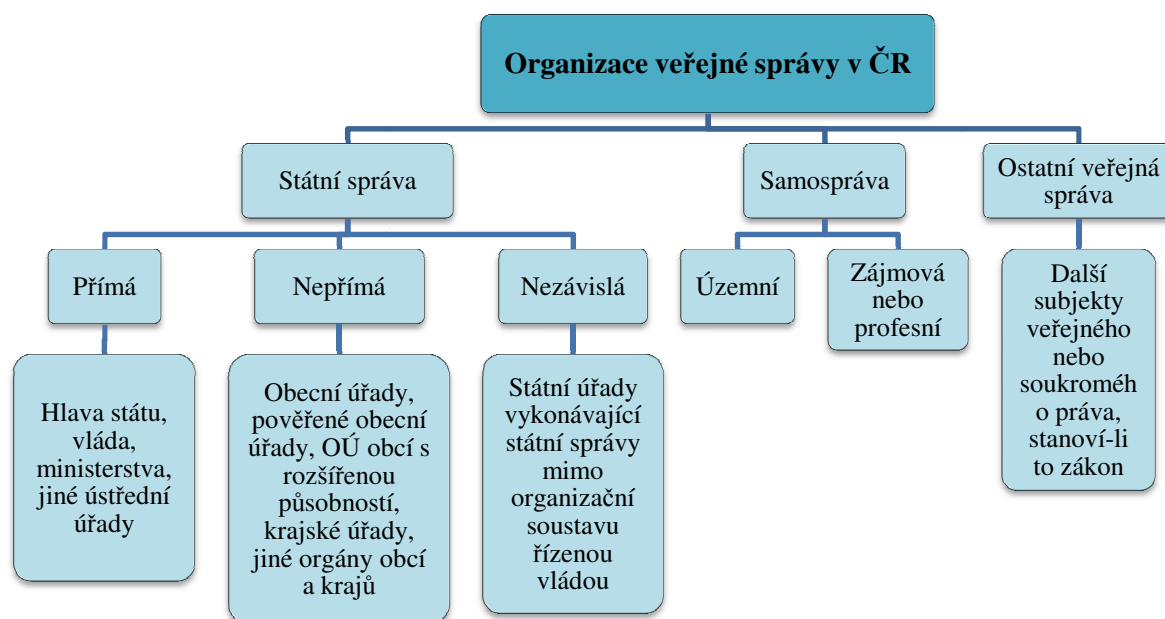 Organizace veřejné správy v ČR
Státní správa
Samospráva
Ostatní veřejná
správa
Přímá
Nepřímá
Nezávislá
Územní
Zájmová
nebo
profesní
Hlava státu,
vláda,
ministerstva,
jiné ústřední
úřady
Obecní úřady,
pověřené obecní
úřady, OÚ obcí s
rozšířenou
působností,
krajské úřady,
jiné orgány obcí
a krajů
Státní úřady
vykonávající
státní správy
mimo
organizační
soustavu
řízenou
vládou
Další
subjekty
veřejného
nebo
soukroméh
o práva,
stanoví-li
to zákon